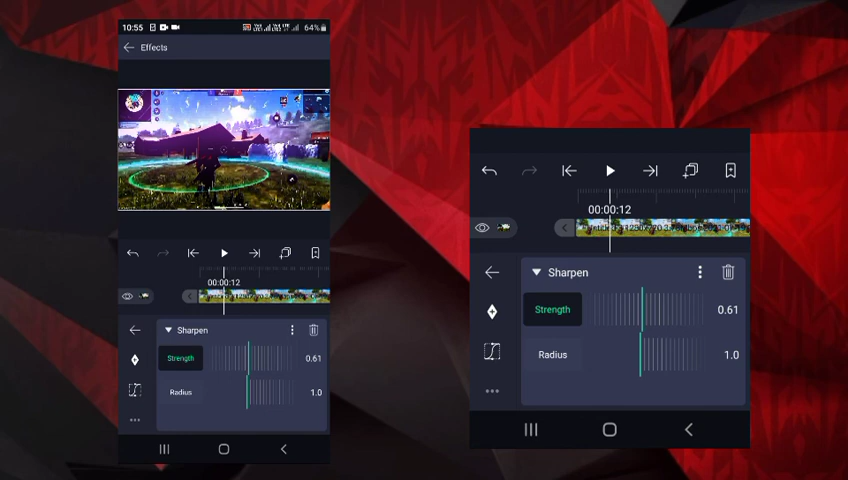 10:55
64%
Effects
00:00:12
Sharpen
Strength
0.61
Radius
1.0
00:00:12
Sharpen
Strength
0.61
Radius
1.0